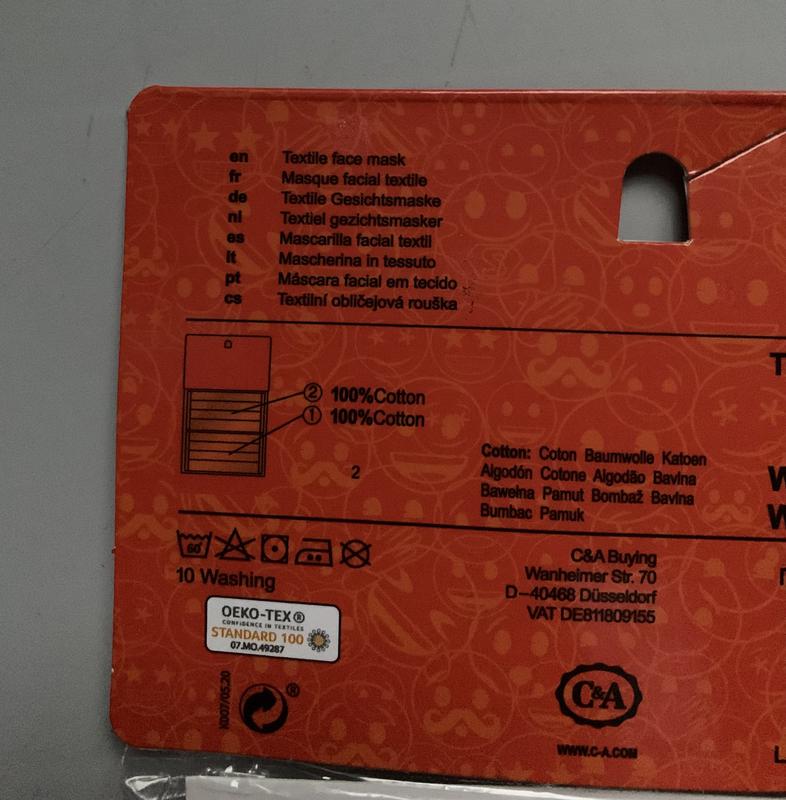 en Textile face mask
fr Masque facial textile
de Textile Gesichtsmaske
nl Textiel gezichtsmasker
es Mascarilla facial textil
it Mascherina in tessuto
pt Máscara facial em tecido
cs Textilní obličejová rouška
② 100%Cotton
① 100%Cotton
2
Cotton: Coton Baumwolle Katoen
Algodón Cotone Algodão Bavlna
Bawełna Pamut Bombaž Bavlna
Bumbac Pamuk
60
10 Washing
OEKO-TEX®
CONFIDENCE IN TEXTILES
STANDARD 100
07.MO.49287
C&A Buying
Wanheimer Str. 70
D-40468 Düsseldorf
VAT DE811809155
®
C&A
WWW.C-A.COM